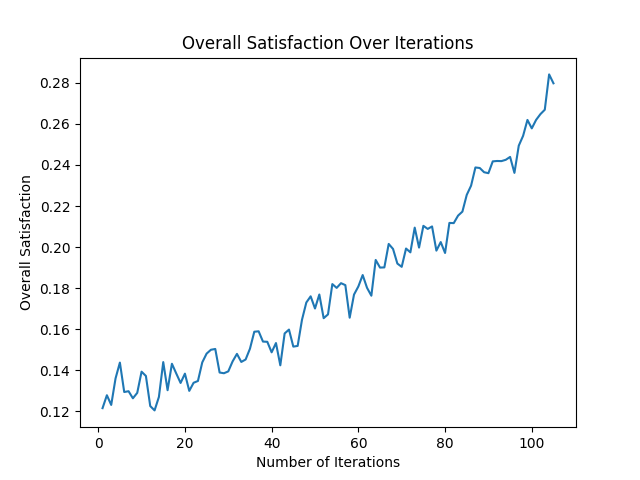 Overall Satisfaction Over Iterations
Overall Satisfaction
0.28
0.26
0.24
0.22
0.20
0.18
0.16
0.14
0.12
0 20 40 60 80 100
Number of Iterations